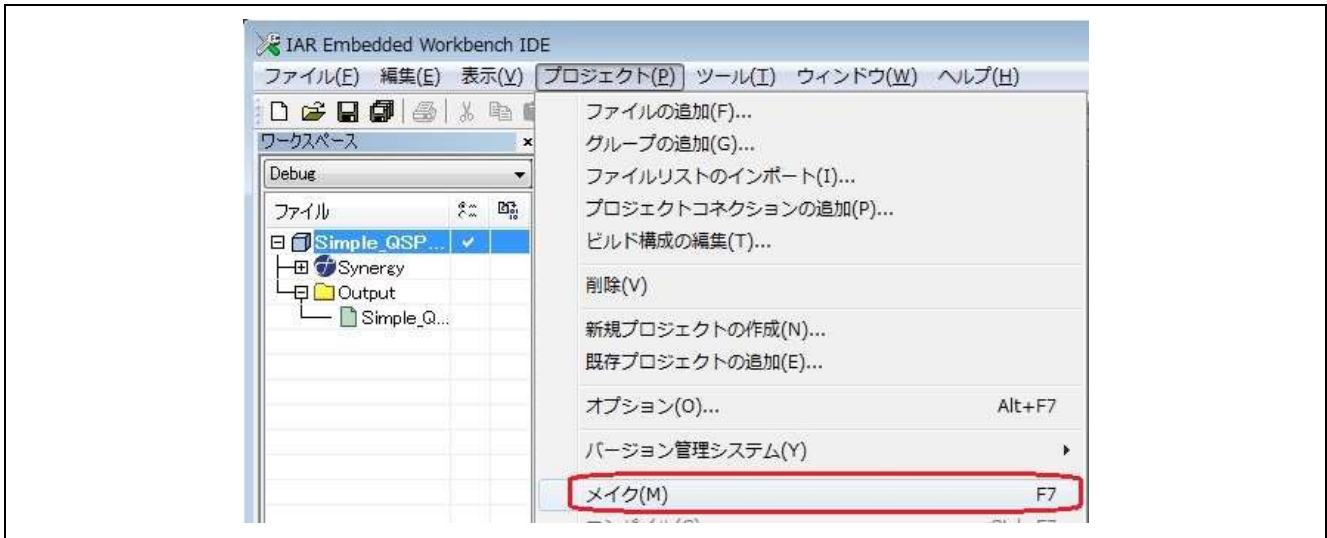 IAR Embedded Workbench IDE
ファイル(F) 編集(E) 表示(V) プロジェクト(P) ツール(T) ウィンドウ(W) ヘルプ(H)
ワークスペース
Debug
ファイル
Simple_QSP...
Synergy
Output
Simple_Q...
ファイルの追加(F)...
グループの追加(G)...
ファイルリストのインポート(I)...
プロジェクトコネクションの追加(P)...
ビルド構成の編集(T)...
削除(V)
新規プロジェクトの作成(N)...
既存プロジェクトの追加(E)...
オプション(O)... Alt+F7
バージョン管理システム(Y)
メイク(M) F7